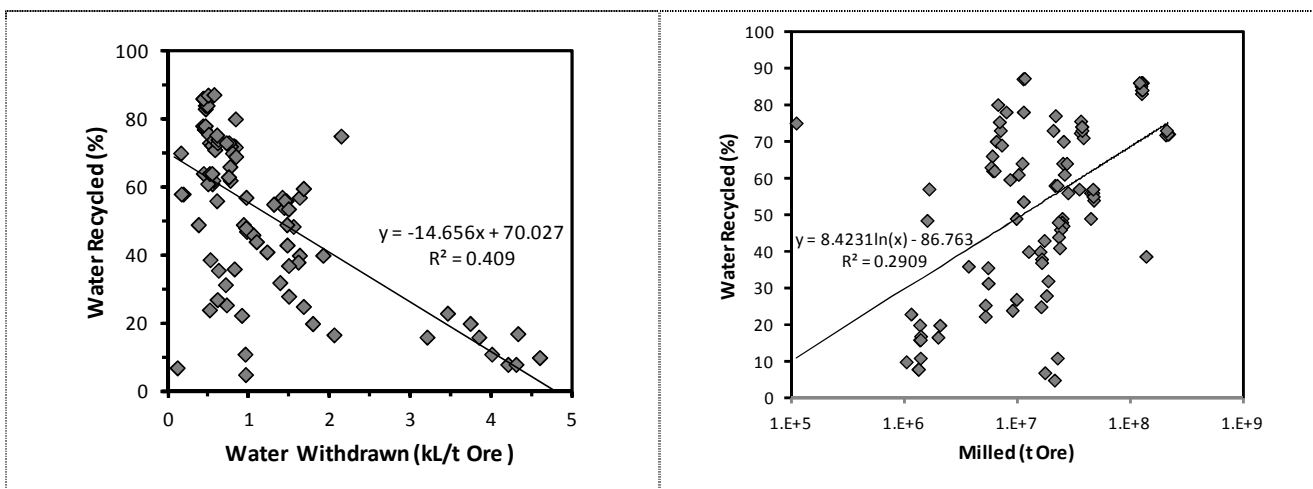 100
80
60
40
20
0
Water Recycled (%)
y = -14.656x + 70.027
R² = 0.409
0 1 2 3 4 5
Water Withdrawn (kL/t Ore )
100
90
80
70
60
50
40
30
20
10
0
Water Recycled (%)
y = 8.4231ln(x) - 86.763
R² = 0.2909
1.E+5 1.E+6 1.E+7 1.E+8 1.E+9
Milled (t Ore)